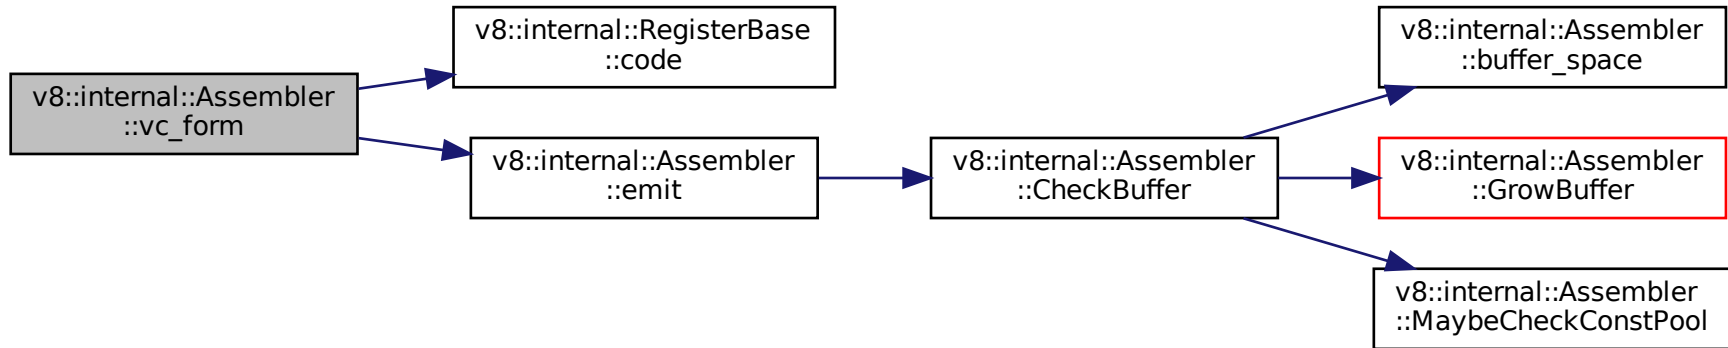 v8::internal::Assembler
::vc_form
v8::internal::RegisterBase
::code
v8::internal::Assembler
::emit
v8::internal::Assembler
::CheckBuffer
v8::internal::Assembler
::buffer_space
v8::internal::Assembler
::GrowBuffer
v8::internal::Assembler
::MaybeCheckConstPool